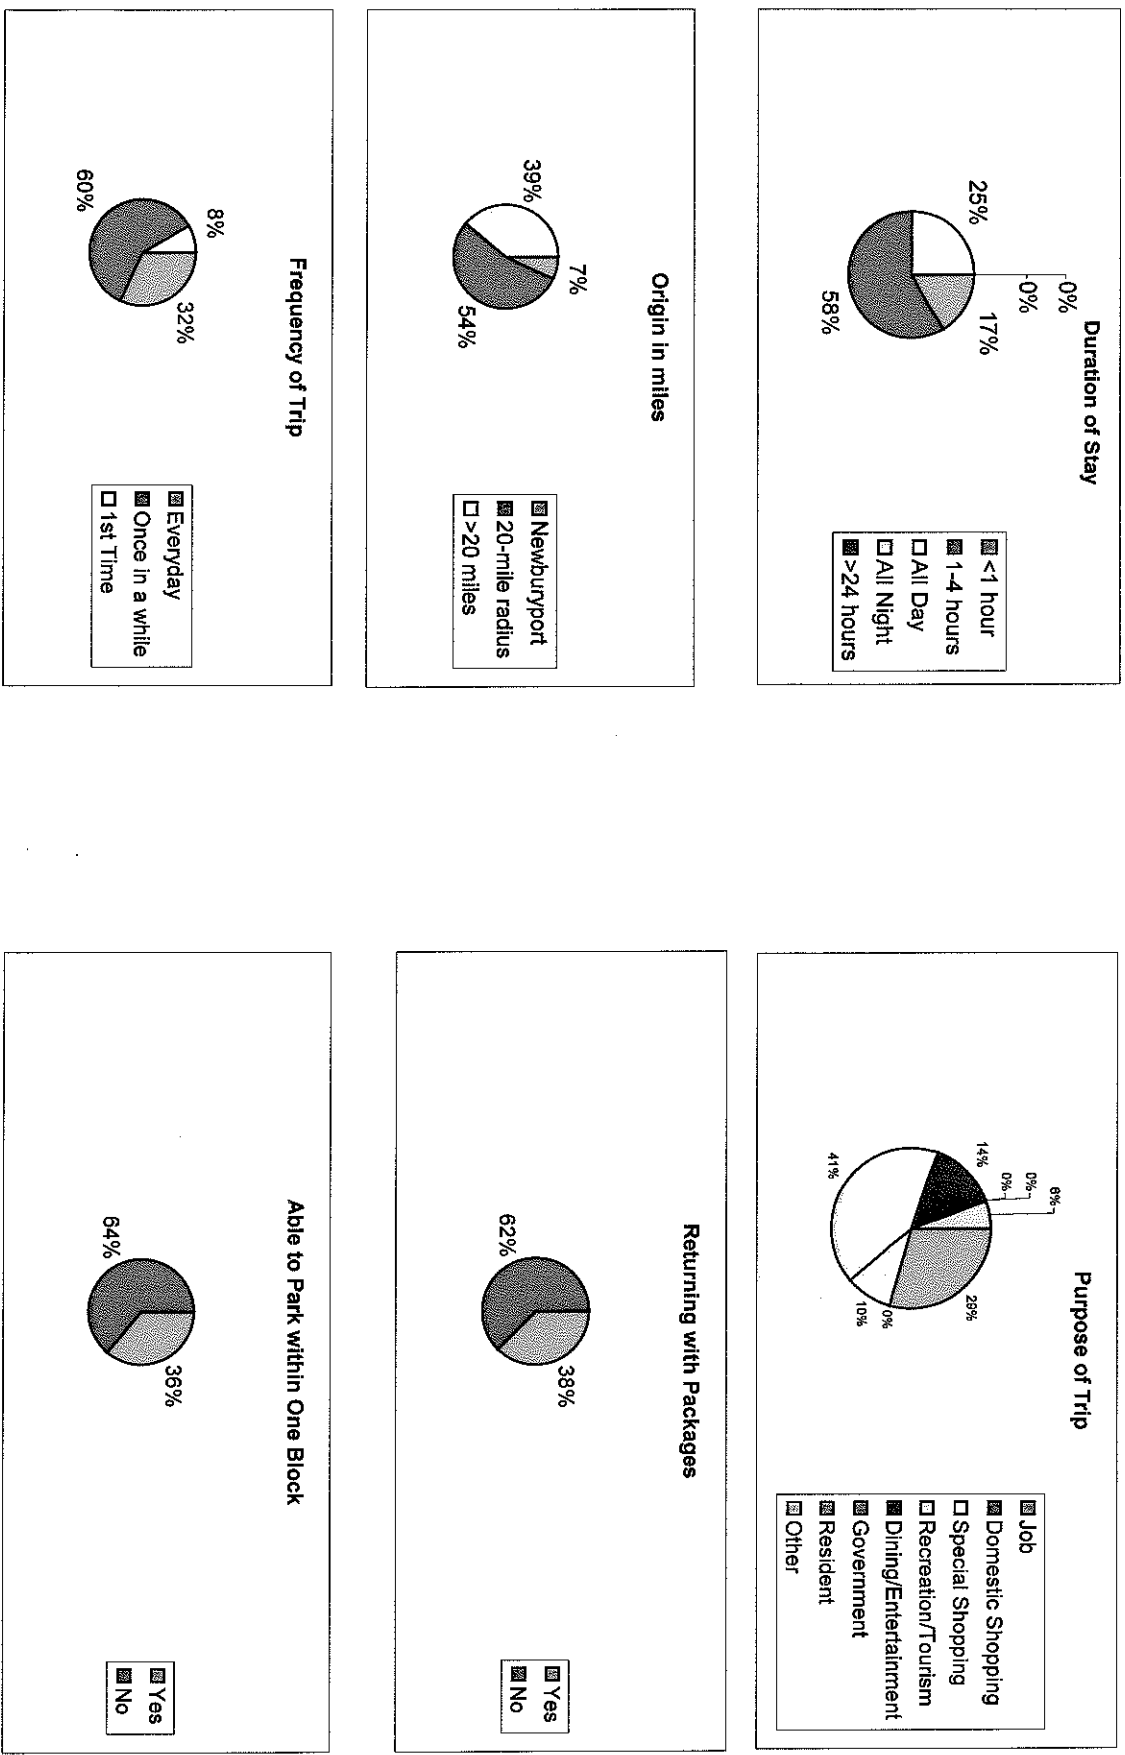 Duration of Stay
0%
0%
25%
17%
58%
<1 hour
1-4 hours
All Day
All Night
>24 hours
Purpose of Trip
6%
0%
0%
14%
29%
41%
0%
10%
Job
Domestic Shopping
Special Shopping
Recreation/Tourism
Dining/Entertainment
Government
Resident
Other
Origin in miles
7%
39%
54%
Newburyport
20-mile radius
>20 miles
Returning with Packages
38%
62%
Yes
No
Frequency of Trip
8%
32%
60%
Everyday
Once in a while
1st Time
Able to Park within One Block
36%
64%
Yes
No